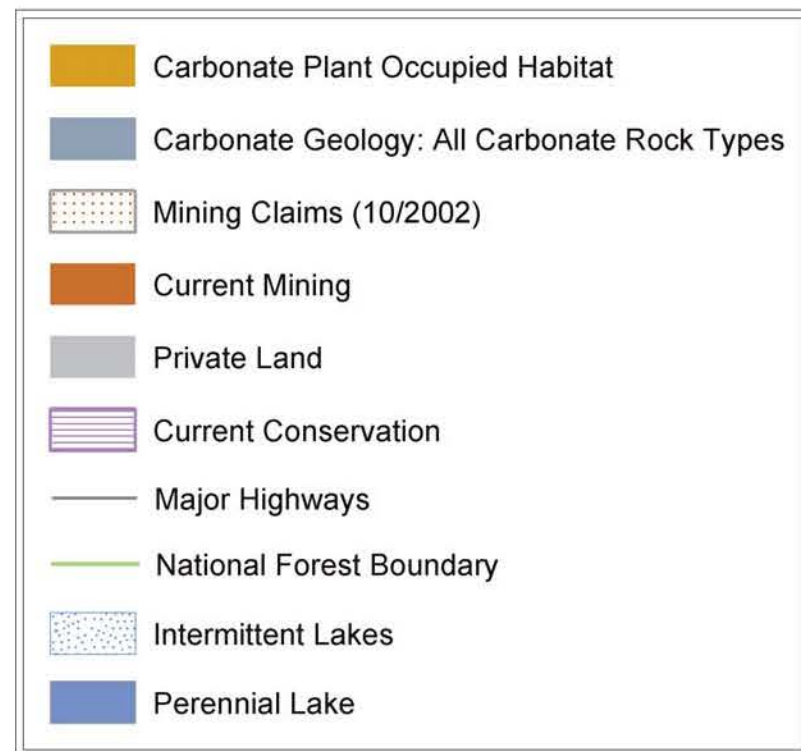 Carbonate Plant Occupied Habitat
Carbonate Geology: All Carbonate Rock Types
Mining Claims (10/2002)
Current Mining
Private Land
Current Conservation
Major Highways
National Forest Boundary
Intermittent Lakes
Perennial Lake